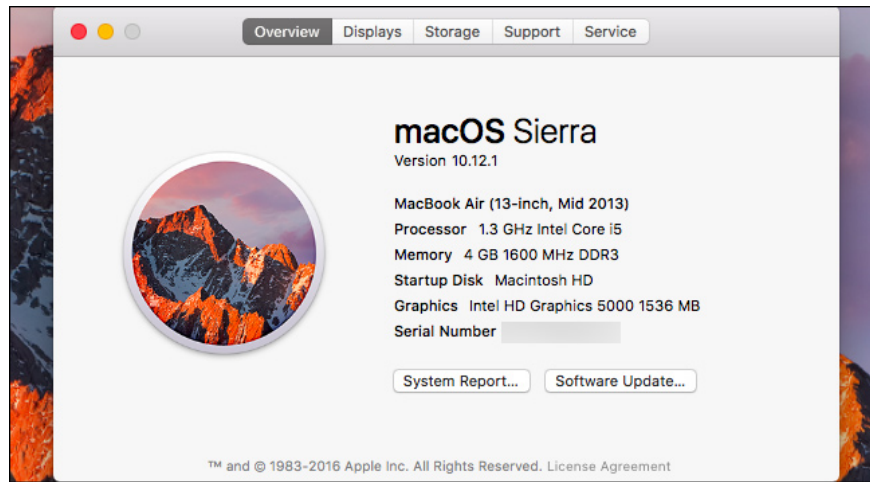 Overview Displays Storage Support Service
macOS Sierra
Version 10.12.1
MacBook Air (13-inch, Mid 2013)
Processor 1.3 GHz Intel Core i5
Memory 4 GB 1600 MHz DDR3
Startup Disk Macintosh HD
Graphics Intel HD Graphics 5000 1536 MB
Serial Number
System Report... Software Update...
™ and © 1983-2016 Apple Inc. All Rights Reserved. License Agreement